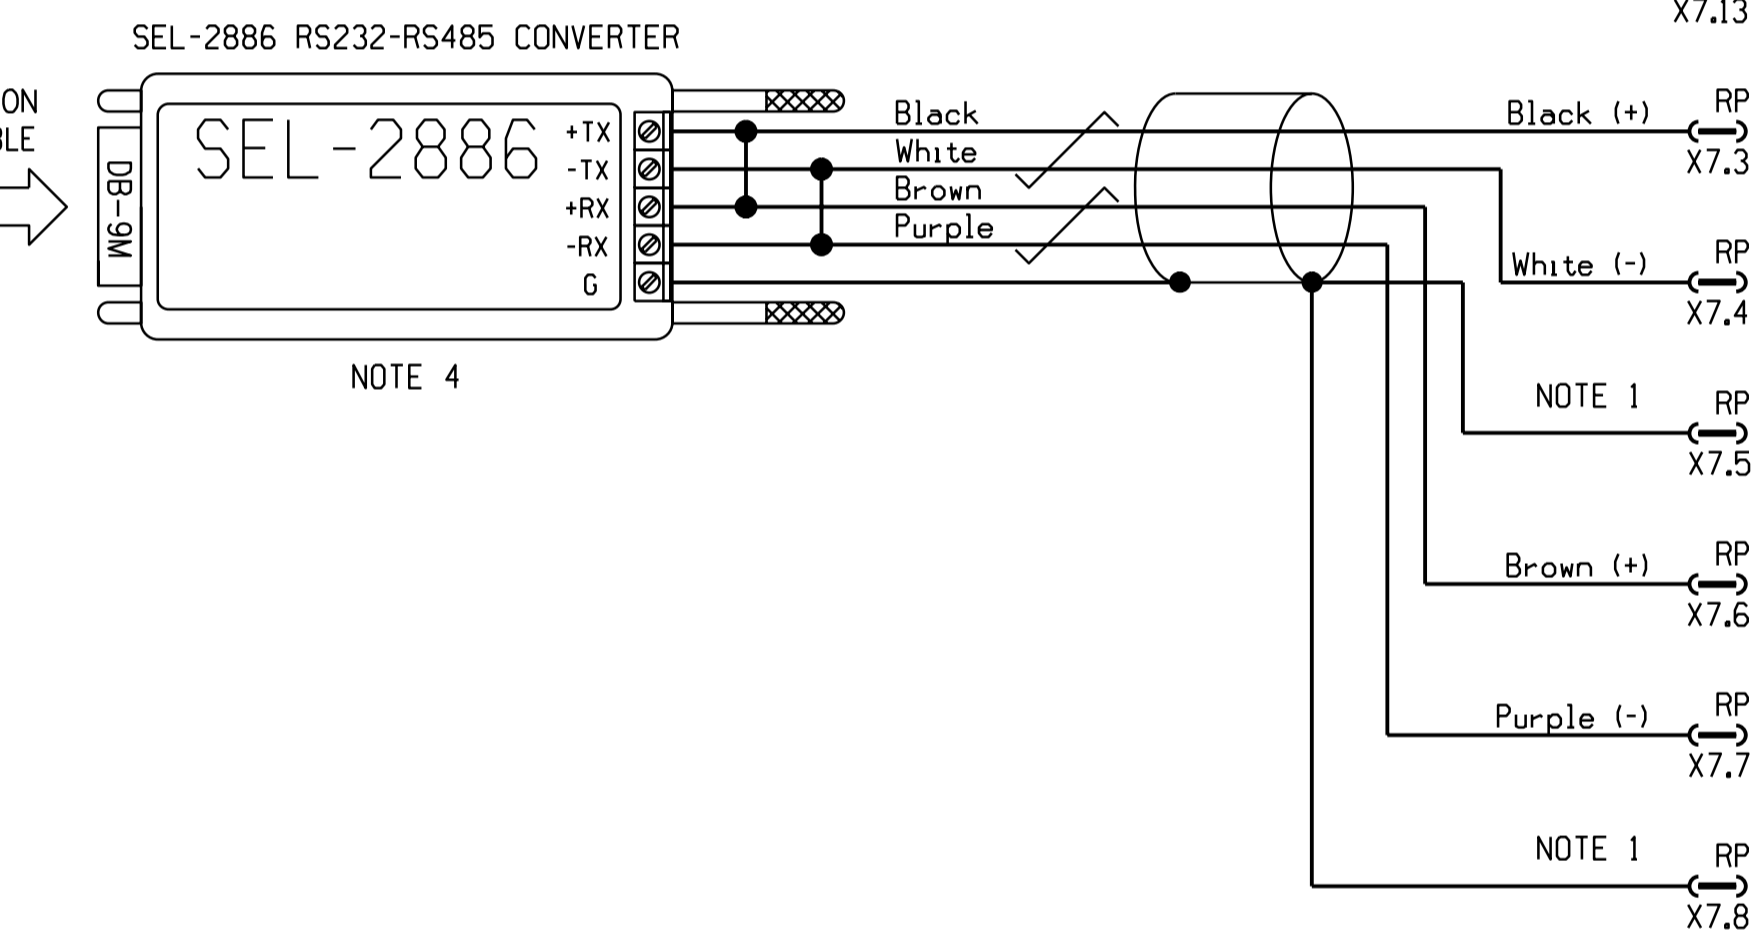 X7.13
SEL-2886 RS232-RS485 CONVERTER
ON
BLE
DB-9M
SEL-2886
+TX
-TX
+RX
-RX
G
NOTE 4
Black
White
Brown
Purple
Black (+)
RP
X7.3
White (-)
RP
X7.4
NOTE 1
RP
X7.5
Brown (+)
RP
X7.6
Purple (-)
RP
X7.7
NOTE 1
RP
X7.8